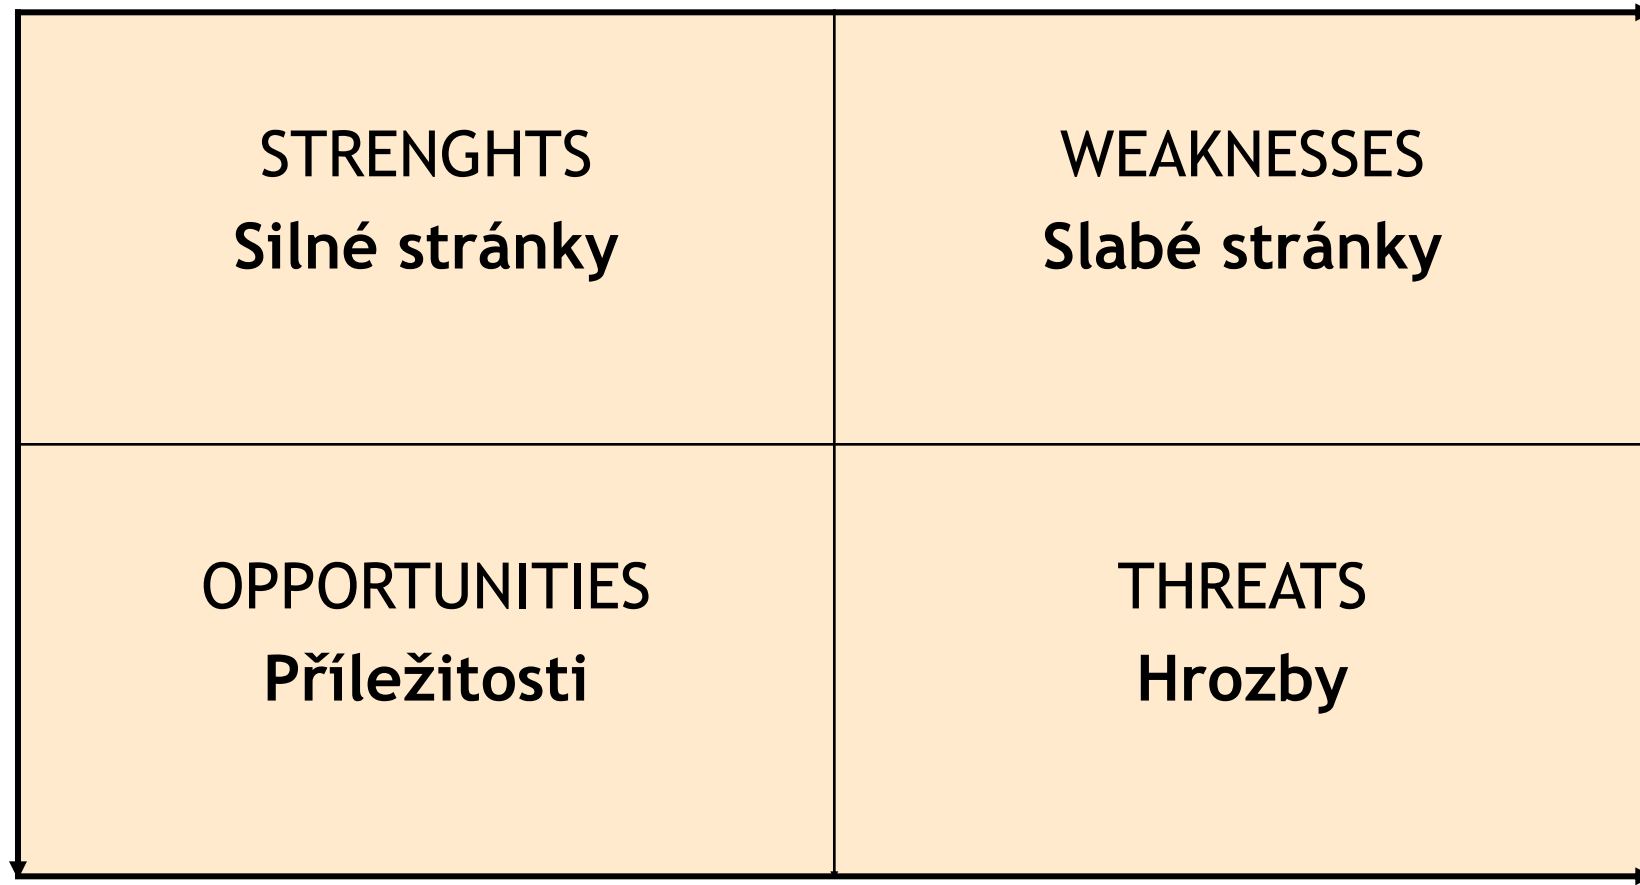 STRENGHTS
Silné stránky
WEAKNESSES
Slabé stránky
OPPORTUNITIES
Příležitosti
THREATS
Hrozby